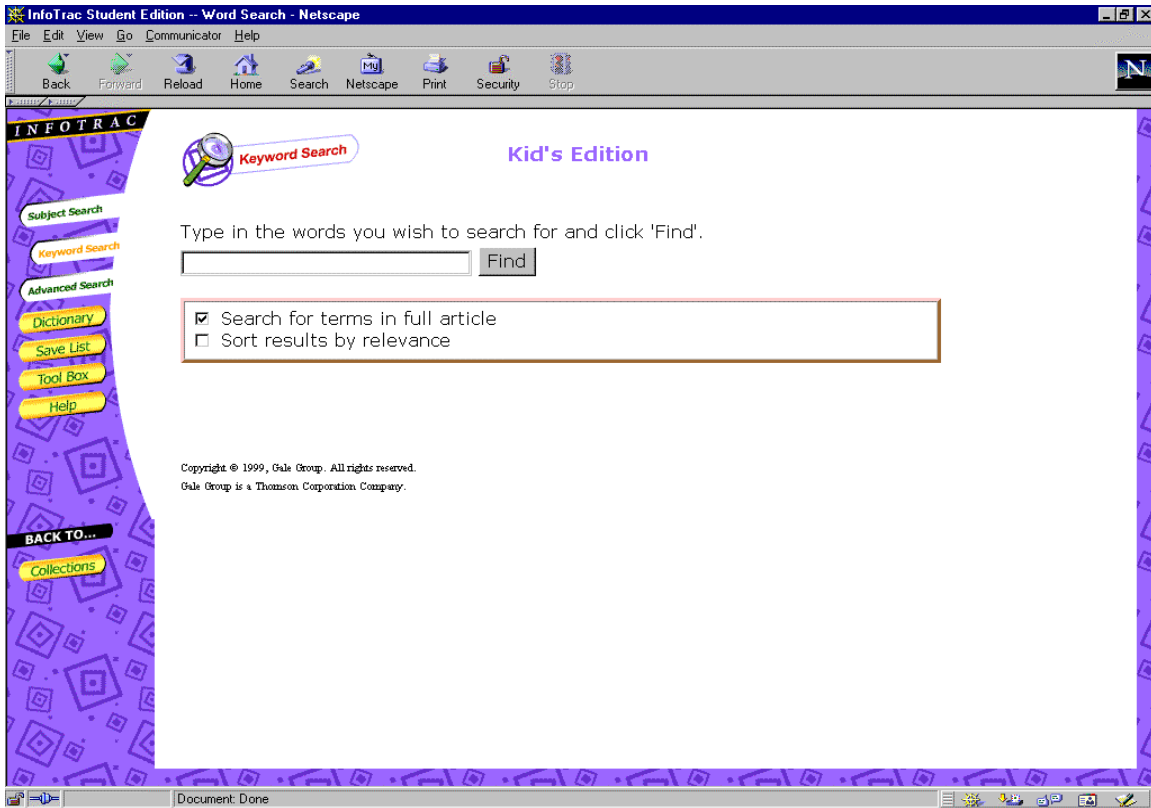 InfoTrac Student Edition -- Word Search - Netscape
File Edit View Go Communicator Help
Back Forward Reload Home Search Netscape Print Security Stop
My
N
INFOTRAC
Keyword Search
Kid's Edition
Subject Search
Keyword Search
Advanced Search
Dictionary
Save List
Tool Box
Help
Type in the words you wish to search for and click 'Find'.
Find
Search for terms in full article
Sort results by relevance
Copyright © 1999, Gale Group. All rights reserved.
Gale Group is a Thomson Corporation Company.
BACK TO...
Collections
Document: Done